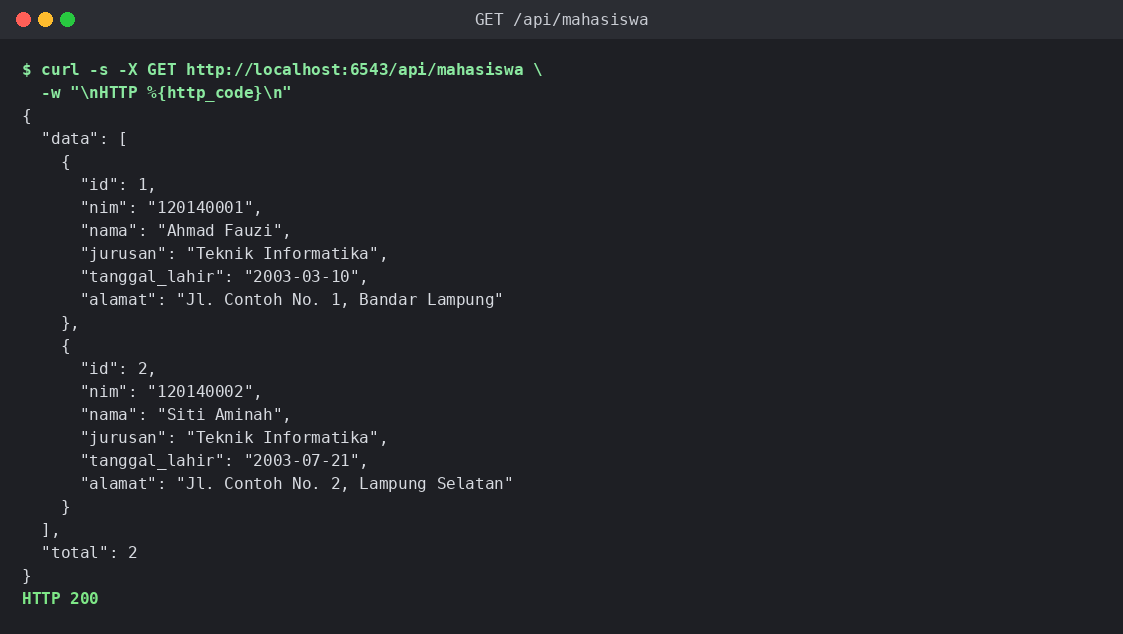 GET /api/mahasiswa
$ curl -s -X GET http://localhost:6543/api/mahasiswa \
  -w "\nHTTP %{http_code}\n"
{
  "data": [
    {
      "id": 1,
      "nim": "120140001",
      "nama": "Ahmad Fauzi",
      "jurusan": "Teknik Informatika",
      "tanggal_lahir": "2003-03-10",
      "alamat": "Jl. Contoh No. 1, Bandar Lampung"
    },
    {
      "id": 2,
      "nim": "120140002",
      "nama": "Siti Aminah",
      "jurusan": "Teknik Informatika",
      "tanggal_lahir": "2003-07-21",
      "alamat": "Jl. Contoh No. 2, Lampung Selatan"
    }
  ],
  "total": 2
}
HTTP 200